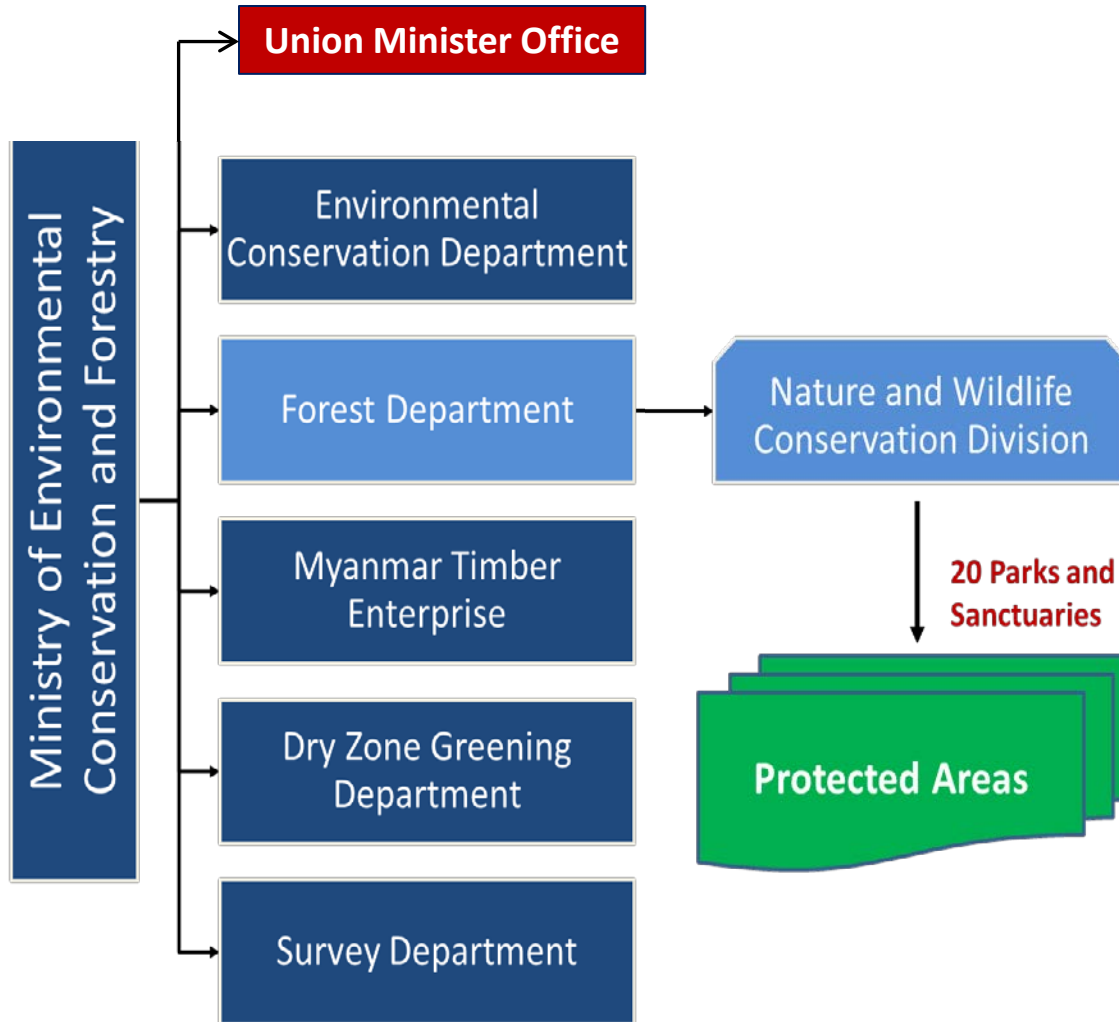 Union Minister Office
Ministry of Environmental
Conservation and Forestry
Environmental
Conservation Department
Forest Department
Nature and Wildlife
Conservation Division
Myanmar Timber
Enterprise
20 Parks and
Sanctuaries
Dry Zone Greening
Department
Protected Areas
Survey Department